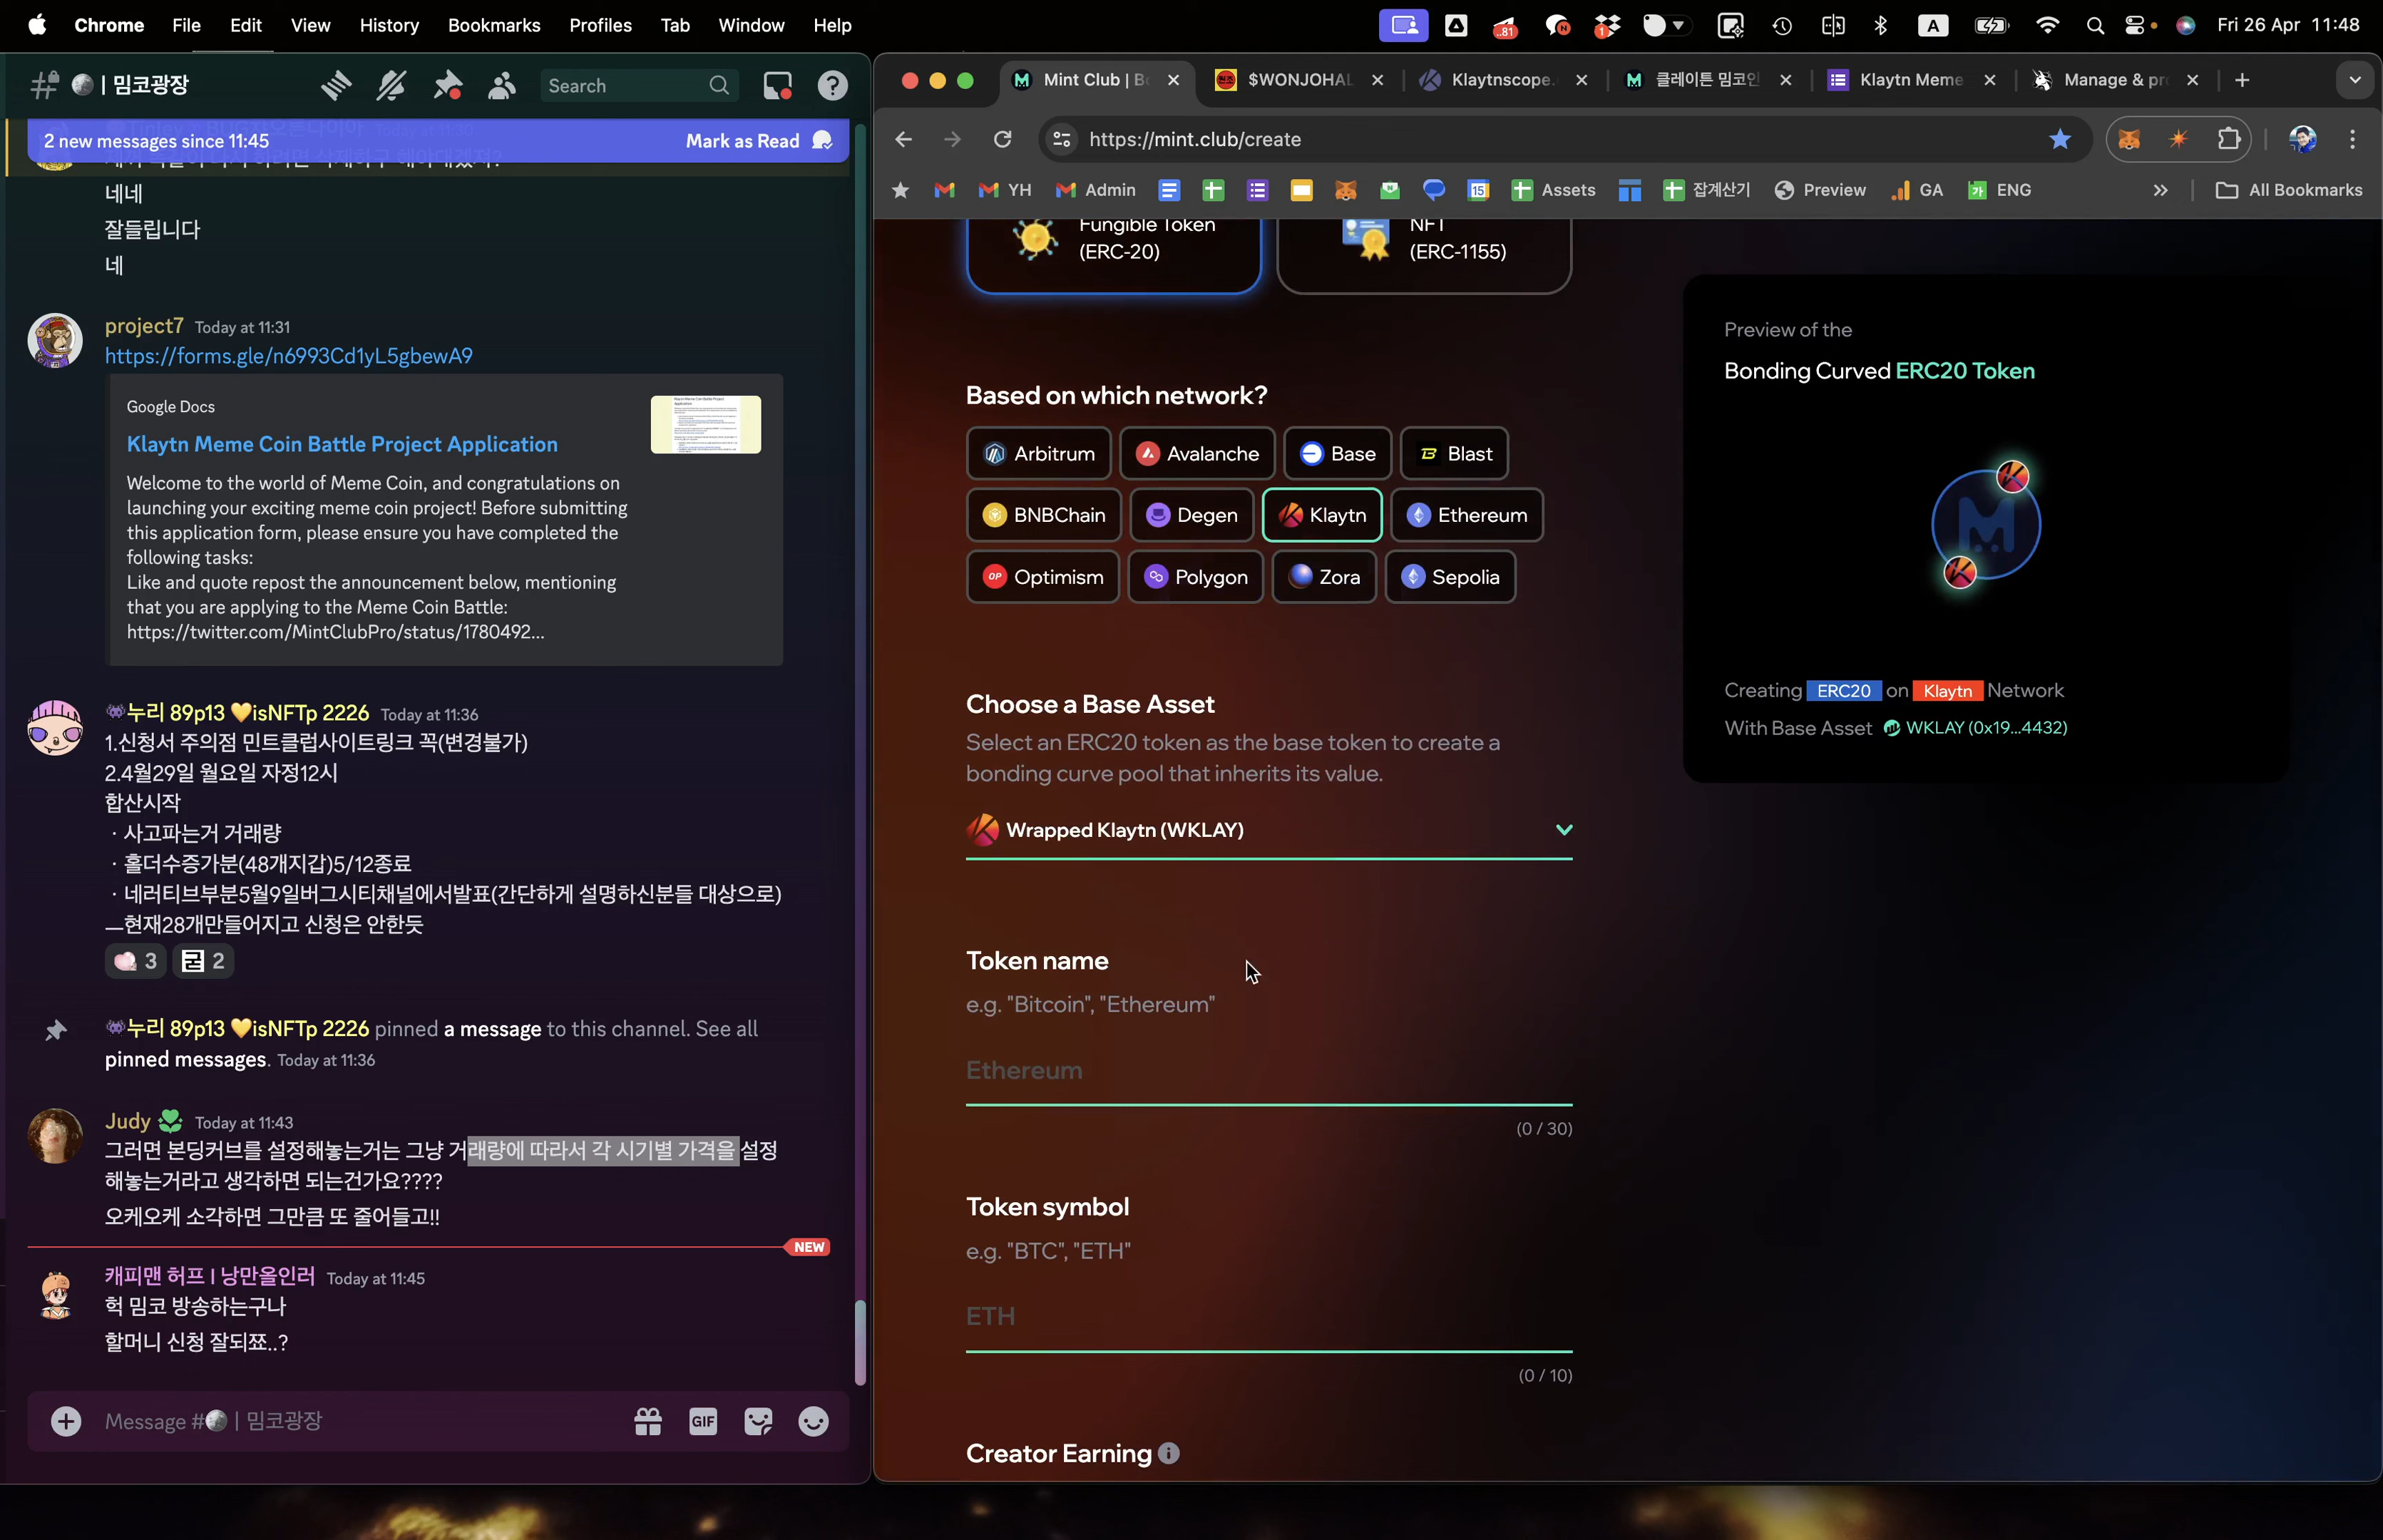 Chrome File Edit View History Bookmarks Profiles Tab Window Help
..81 N 1 A Fri 26 Apr 11:48
| 밈코광장 Search
2 new messages since 11:45 Mark as Read
네네
잘들립니다
네
project7 Today at 11:31
https://forms.gle/n6993Cd1yL5gbewA9
Google Docs
Klaytn Meme Coin Battle Project Application
Welcome to the world of Meme Coin, and congratulations on
launching your exciting meme coin project! Before submitting
this application form, please ensure you have completed the
following tasks:
Like and quote repost the announcement below, mentioning
that you are applying to the Meme Coin Battle:
https://twitter.com/MintClubPro/status/1780492...
누리 89p13 💛isNFTp 2226 Today at 11:36
1.신청서 주의점 민트클럽사이트링크 꼭(변경불가)
2.4월29일 월요일 자정12시
합산시작
· 사고파는거 거래량
· 홀더수증가분(48개지갑)5/12종료
· 네러티브부분5월9일버그시티채널에서발표(간단하게 설명하신분들 대상으로)
—현재28개만들어지고 신청은 안한듯
3 굳 2
누리 89p13 💛isNFTp 2226 pinned a message to this channel. See all
pinned messages. Today at 11:36
Judy Today at 11:43
그러면 본딩커브를 설정해놓는거는 그냥 거래량에 따라서 각 시기별 가격을 설정
해놓는거라고 생각하면 되는건가요????
오케오케 소각하면 그만큼 또 줄어들고!!
NEW
캐피맨 허프 | 낭만올인러 Today at 11:45
헉 밈코 방송하는구나
할머니 신청 잘되쬬..?
Message # | 밈코광장
GIF
Mint Club | Bo $WONJOHAL Klaytnscope. 클레이튼 밈코인 Klaytn Meme Manage & pr
https://mint.club/create
YH Admin 15 Assets 잡계산기 Preview GA ENG All Bookmarks
Fungible Token
(ERC-20)
NFT
(ERC-1155)
Based on which network?
Arbitrum Avalanche Base Blast
BNBChain Degen Klaytn Ethereum
OP Optimism Polygon Zora Sepolia
Choose a Base Asset
Select an ERC20 token as the base token to create a
bonding curve pool that inherits its value.
Wrapped Klaytn (WKLAY)
Token name
e.g. "Bitcoin", "Ethereum"
Ethereum
(0 / 30)
Token symbol
e.g. "BTC", "ETH"
ETH
(0 / 10)
Creator Earning
Preview of the
Bonding Curved ERC20 Token
Creating ERC20 on Klaytn Network
With Base Asset WKLAY (0x19...4432)